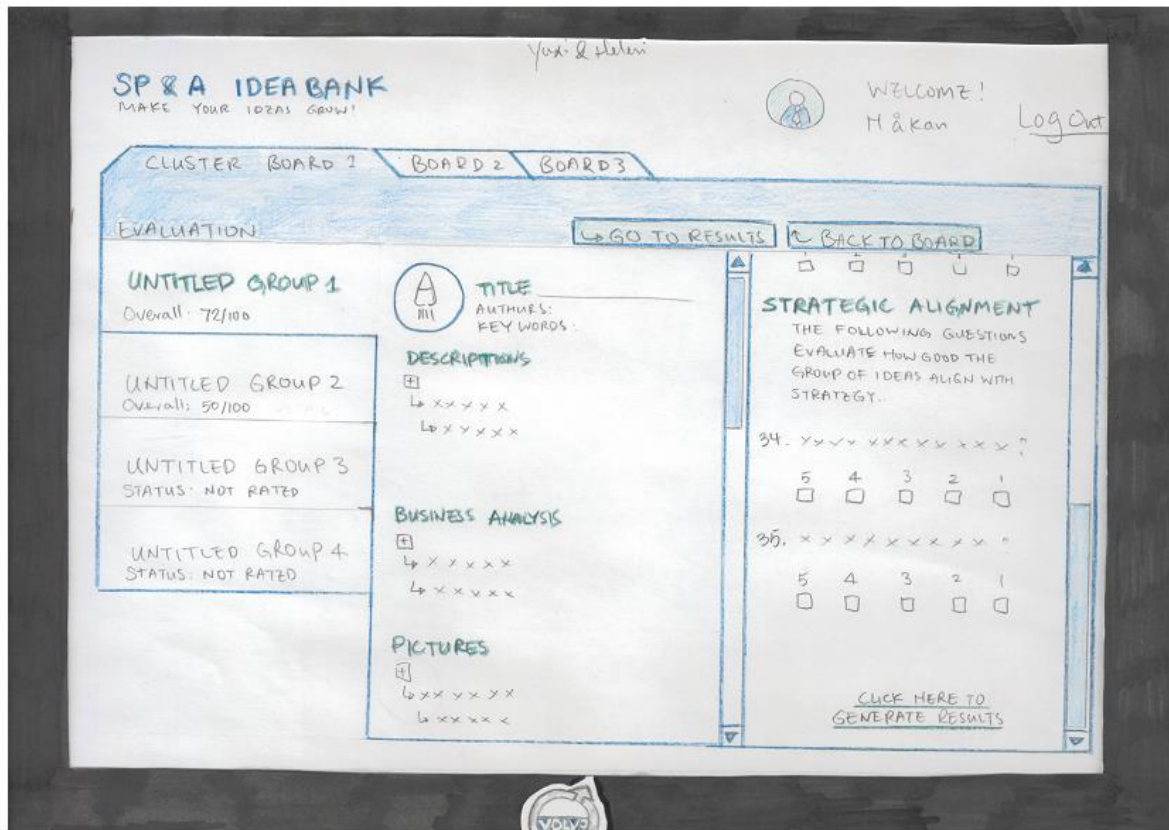 Yuxi & Heleni
SP & A IDEA BANK
MAKE YOUR IDEAS GROW!
WELCOME!
Håkan
Log Out
CLUSTER BOARD 1
BOARD 2
BOARD 3
EVALUATION
↳ GO TO RESULTS
BACK TO BOARD
UNTITLED GROUP 1
Overall: 72/100
UNTITLED GROUP 2
Overall: 50/100
UNTITLED GROUP 3
STATUS: NOT RATED
UNTITLED GROUP 4
STATUS: NOT RATED
TITLE
AUTHORS:
KEY WORDS:
DESCRIPTIONS
+
↳ x x x x x
↳ x x x x x
BUSINESS ANALYSIS
+
↳ x x x x x
↳ x x x x x
PICTURES
+
↳ x x x x x x
↳ x x x x x
STRATEGIC ALIGNMENT
THE FOLLOWING QUESTIONS
EVALUATE HOW GOOD THE
GROUP OF IDEAS ALIGN WITH
STRATEGY..
34. x x x x x x x x x x x x ?
5 4 3 2 1
35. x x x x x x x x x x "
5 4 3 2 1
CLICK HERE TO
GENERATE RESULTS
VOLVO